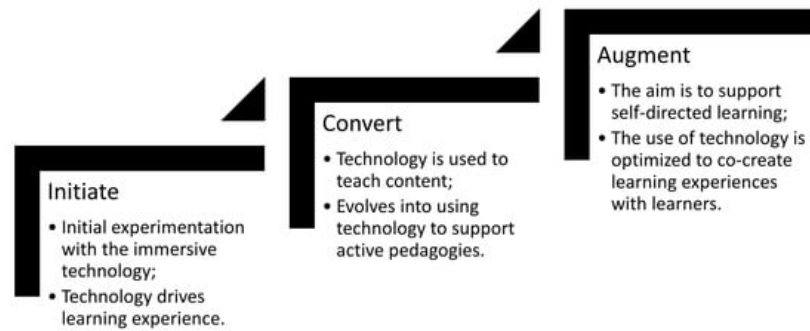 Initiate
• Initial experimentation
with the immersive
technology;
• Technology drives
learning experience.
Convert
• Technology is used to
teach content;
• Evolves into using
technology to support
active pedagogies.
Augment
• The aim is to support
self-directed learning;
• The use of technology is
optimized to co-create
learning experiences
with learners.